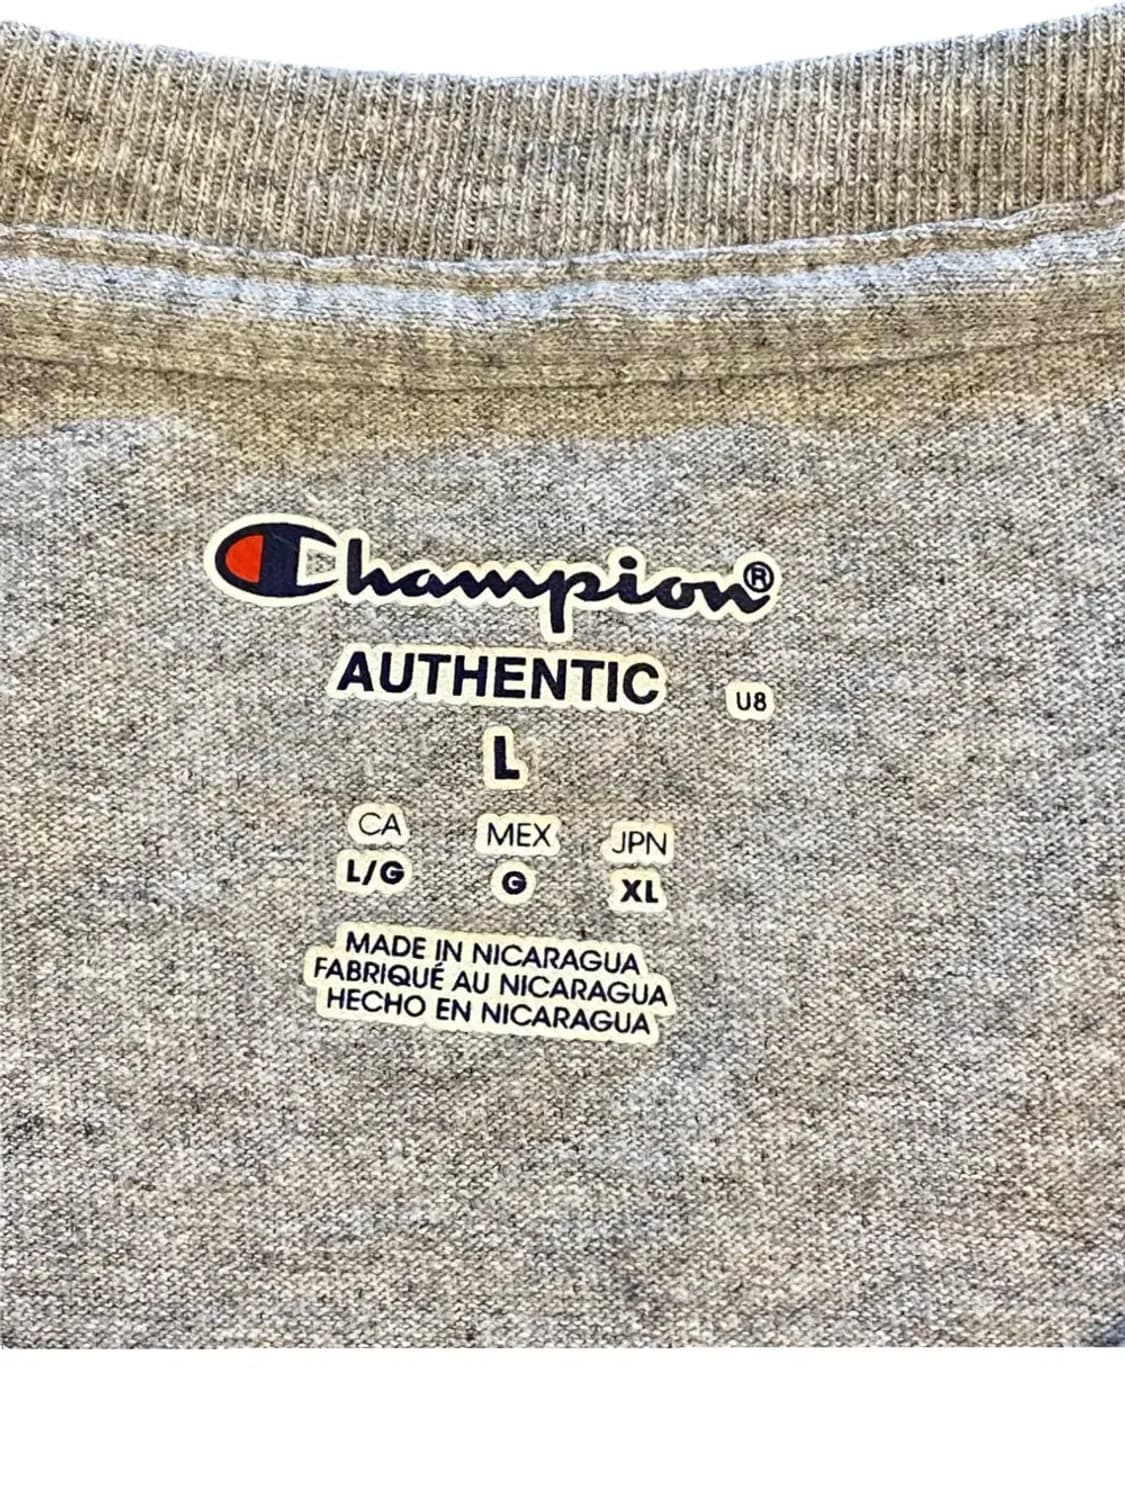 Champion®
AUTHENTIC
U8
L
CA MEX JPN
L/G G XL
MADE IN NICARAGUA
FABRIQUÉ AU NICARAGUA
HECHO EN NICARAGUA